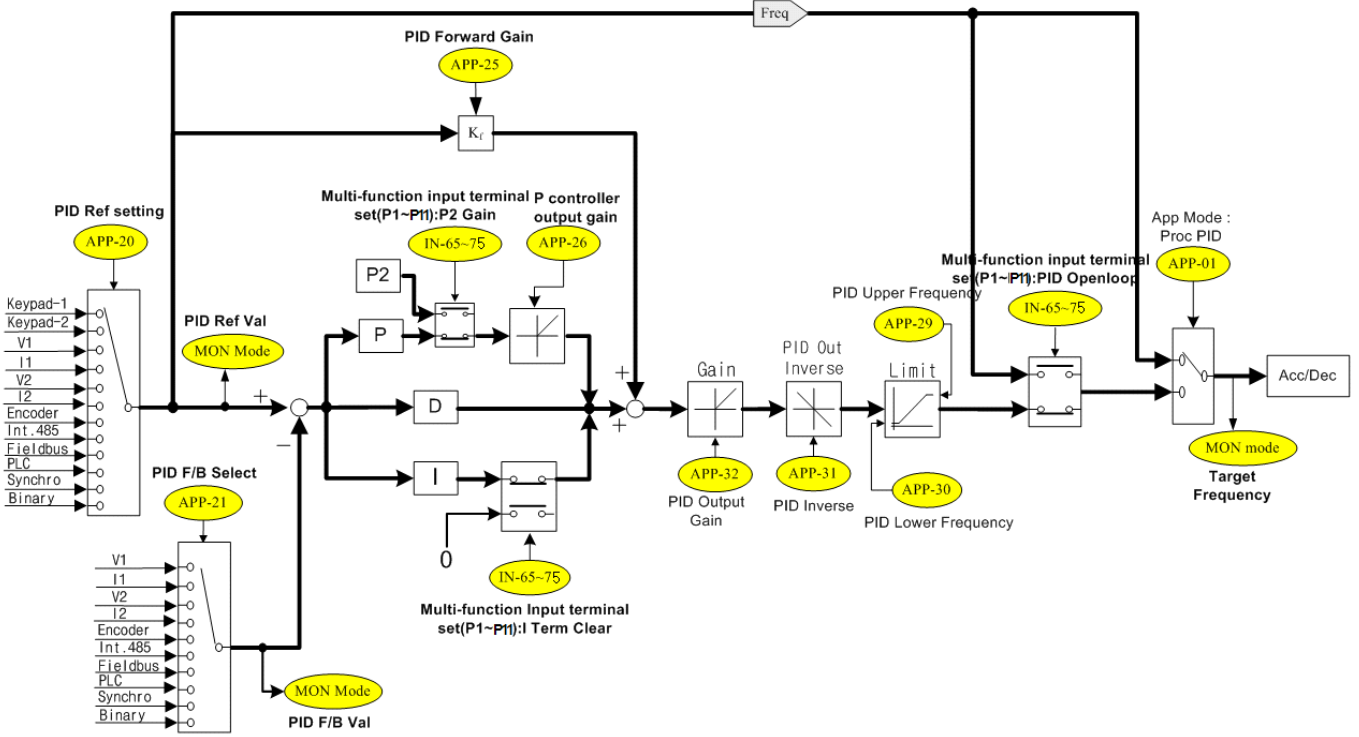 Freq
PID Forward Gain
APP-25
Kf
Multi-function input terminal
set(P1~P11):P2 Gain
IN-65~75
P controller
output gain
APP-26
PID Ref setting
APP-20
Keypad-1
Keypad-2
V1
I1
V2
I2
Encoder
Int.485
Fieldbus
PLC
Synchro
Binary
PID Ref Val
MON Mode
+
−
P2
P
D
I
0
IN-65~75
Multi-function Input terminal
set(P1~P11):I Term Clear
+
+
Gain
APP-32
PID Output
Gain
PID Out
Inverse
APP-31
PID Inverse
Limit
PID Upper Frequency
APP-29
APP-30
PID Lower Frequency
Multi-function input terminal
set(P1~P11):PID Openloop
IN-65~75
App Mode :
Proc PID
APP-01
Acc/Dec
MON mode
Target
Frequency
PID F/B Select
APP-21
V1
I1
V2
I2
Encoder
Int.485
Fieldbus
PLC
Synchro
Binary
MON Mode
PID F/B Val